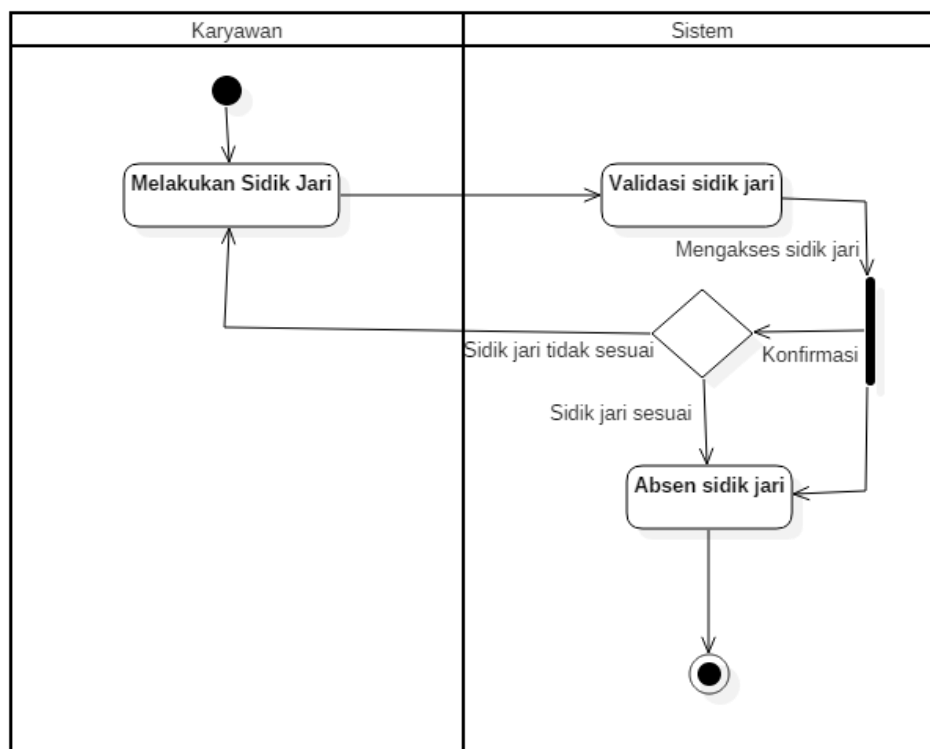 Karyawan
Sistem
Melakukan Sidik Jari
Validasi sidik jari
Mengakses sidik jari
Sidik jari tidak sesuai
Konfirmasi
Sidik jari sesuai
Absen sidik jari